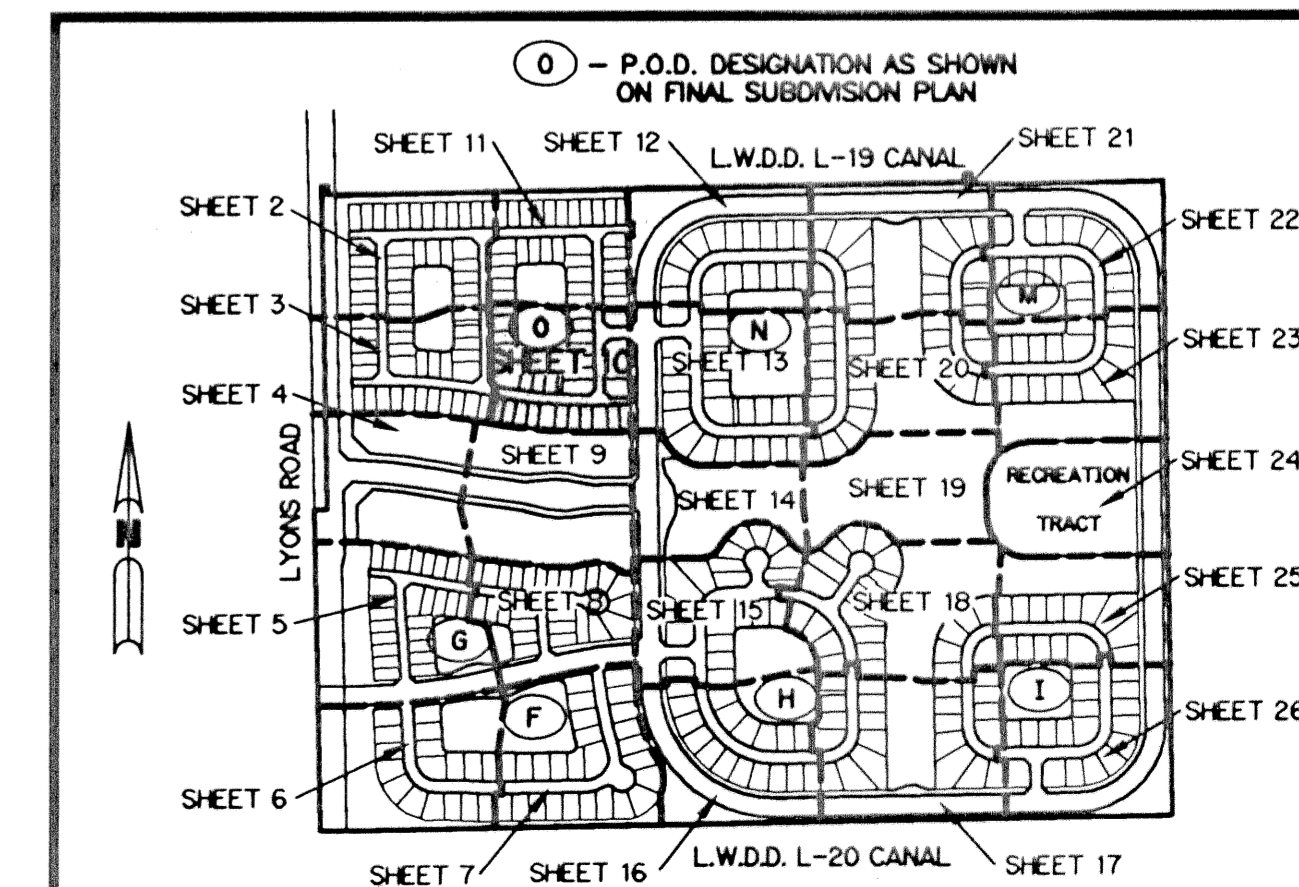 O – P.O.D. DESIGNATION AS SHOWN
ON FINAL SUBDIVISION PLAN
SHEET 11
SHEET 12
L.W.D.D. L-19 CANAL
SHEET 21
SHEET 2
SHEET 22
SHEET 3
M
O
N
SHEET 10
SHEET 13
SHEET 20
SHEET 23
SHEET 4
LYONS ROAD
SHEET 9
SHEET 14
SHEET 19
RECREATION
TRACT
SHEET 24
N
SHEET 5
SHEET 8
SHEET 15
SHEET 18
SHEET 25
G
F
H
I
SHEET 26
SHEET 6
SHEET 7
SHEET 16
L.W.D.D. L-20 CANAL
SHEET 17